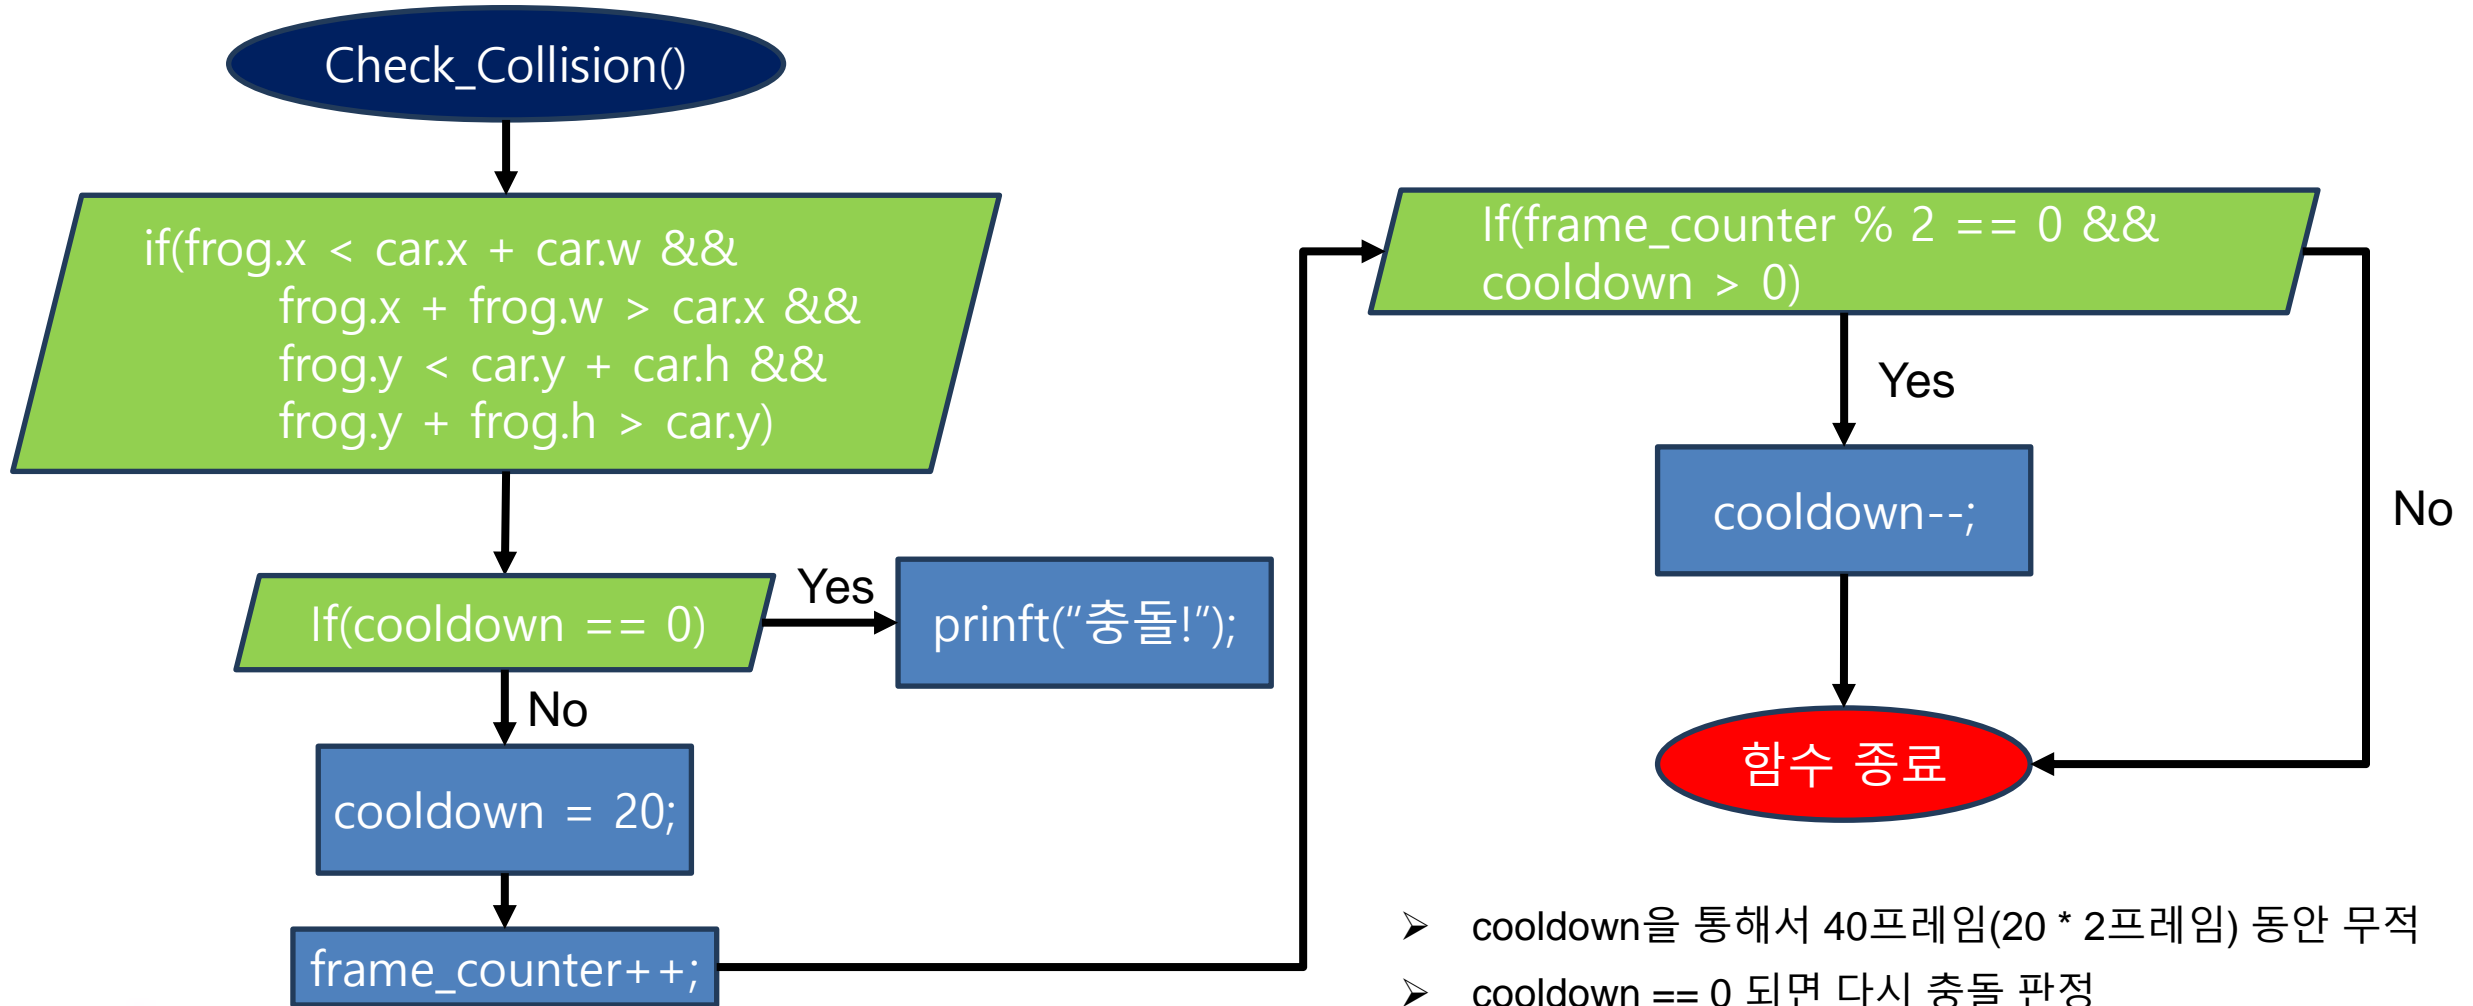 Check_Collision()
if(frog.x < car.x + car.w &&
frog.x + frog.w > car.x &&
frog.y < car.y + car.h &&
frog.y + frog.h > car.y)
If(cooldown == 0)
Yes
prinft("충돌!");
No
cooldown = 20;
frame_counter++;
If(frame_counter % 2 == 0 &&
cooldown > 0)
Yes
No
cooldown--;
함수 종료
➢ cooldown을 통해서 40프레임(20 * 2프레임) 동안 무적
➢ cooldown == 0 되면 다시 충돌 판정